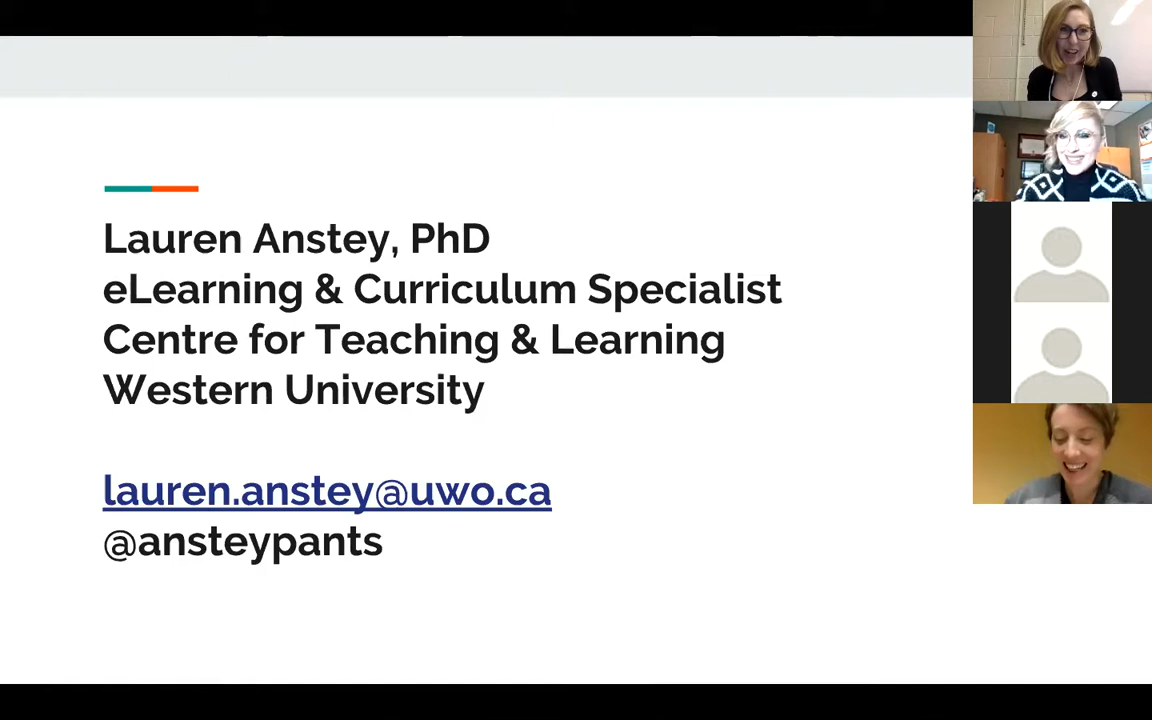 Lauren Anstey, PhD
eLearning & Curriculum Specialist
Centre for Teaching & Learning
Western University
lauren.anstey@uwo.ca
@ansteypants